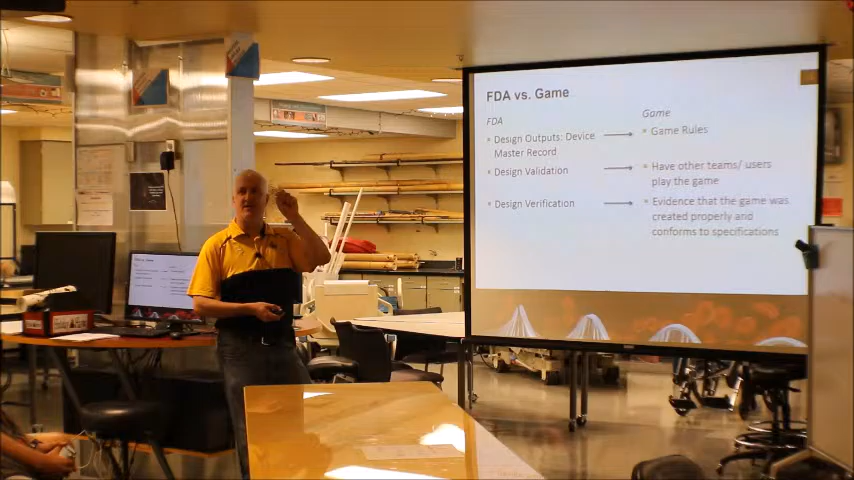 FDA vs. Game
FDA
Game
Design Outputs: Device
Master Record
Game Rules
Design Validation
Have other teams/ users
play the game
Design Verification
Evidence that the game was
created properly and
conforms to specifications